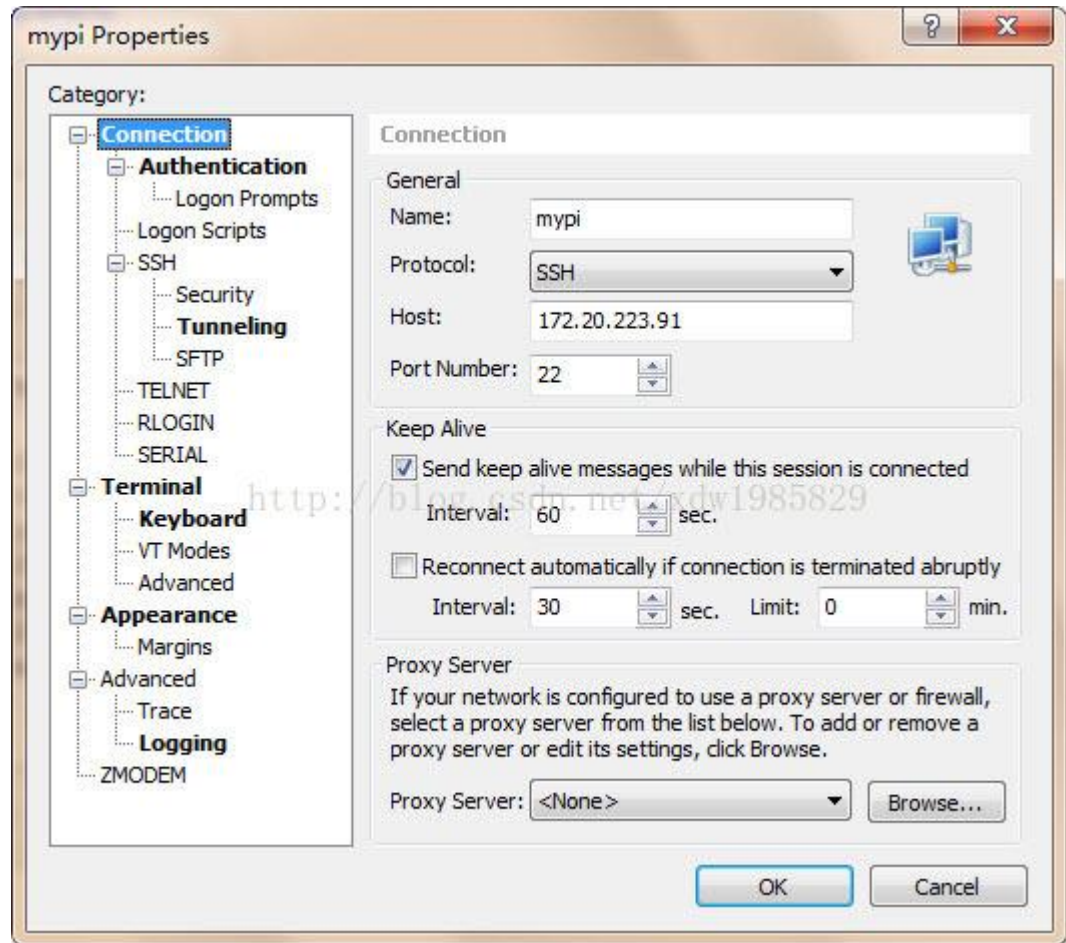 mypi Properties
Category:
Connection
Authentication
Logon Prompts
Logon Scripts
SSH
Security
Tunneling
SFTP
TELNET
RLOGIN
SERIAL
Terminal
Keyboard
VT Modes
Advanced
Appearance
Margins
Advanced
Trace
Logging
ZMODEM
Connection
General
Name: mypi
Protocol: SSH
Host: 172.20.223.91
Port Number: 22
Keep Alive
Send keep alive messages while this session is connected
Interval: 60 sec.
Reconnect automatically if connection is terminated abruptly
Interval: 30 sec. Limit: 0 min.
Proxy Server
If your network is configured to use a proxy server or firewall,
select a proxy server from the list below. To add or remove a
proxy server or edit its settings, click Browse.
Proxy Server: <None> Browse...
OK Cancel
http://blog.csdn.net/xdw1985829